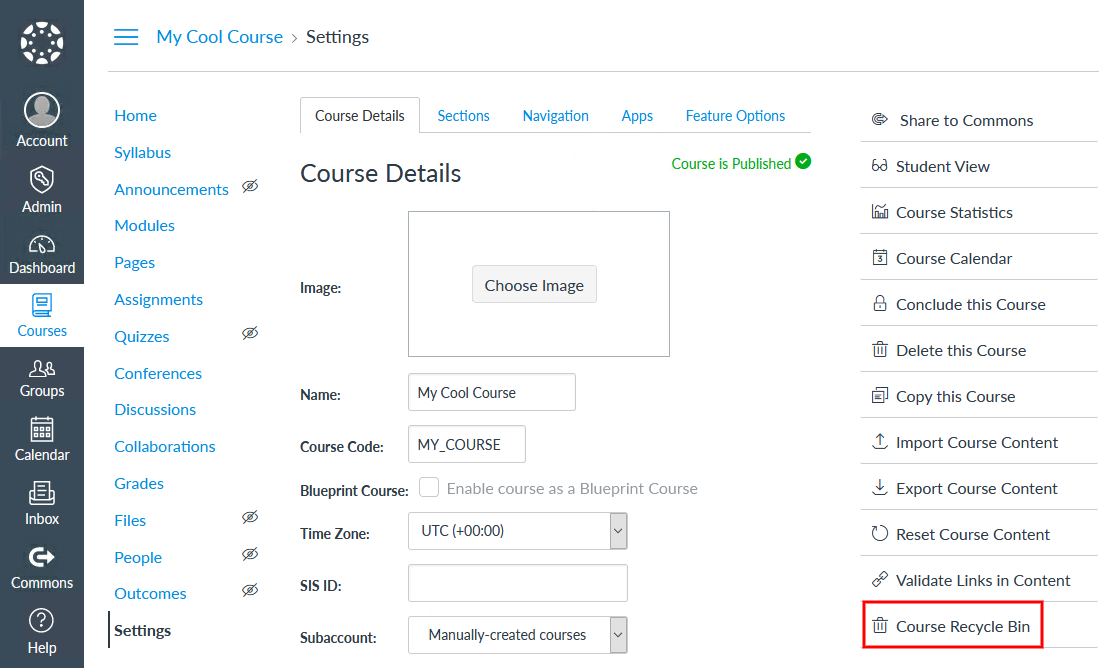 My Cool Course › Settings
Account
Admin
Dashboard
Courses
Groups
Calendar
Inbox
Commons
Help
Home
Syllabus
Announcements
Modules
Pages
Assignments
Quizzes
Conferences
Discussions
Collaborations
Grades
Files
People
Outcomes
Settings
Course Details Sections Navigation Apps Feature Options
Course is Published
Course Details
Image:
Choose Image
Name: My Cool Course
Course Code: MY_COURSE
Blueprint Course: Enable course as a Blueprint Course
Time Zone: UTC (+00:00)
SIS ID:
Subaccount: Manually-created courses
Share to Commons
Student View
Course Statistics
3
Course Calendar
Conclude this Course
Delete this Course
Copy this Course
Import Course Content
Export Course Content
Reset Course Content
Validate Links in Content
Course Recycle Bin